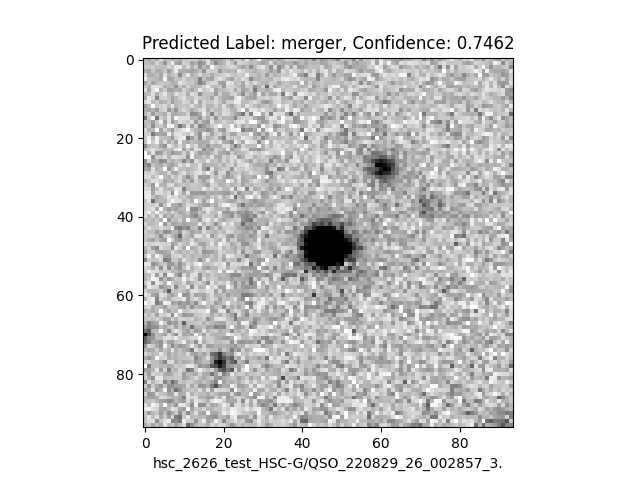 Predicted Label: merger, Confidence: 0.7462
0
20
40
60
80
0 20 40 60 80
hsc_2626_test_HSC-G/QSO_220829_26_002857_3.